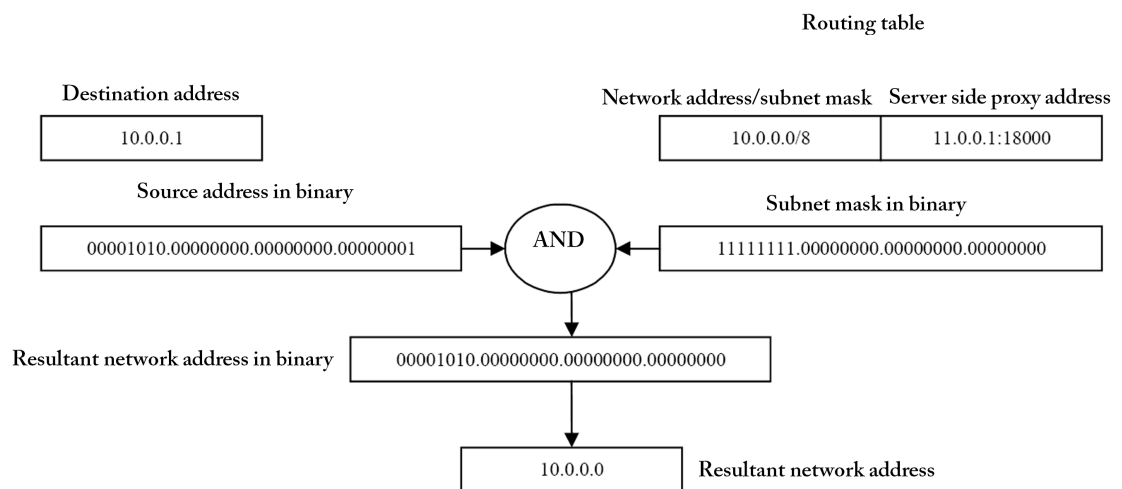 Routing table
Destination address
Network address/subnet mask Server side proxy address
10.0.0.1
10.0.0.0/8 11.0.0.1:18000
Source address in binary
Subnet mask in binary
00001010.00000000.00000000.00000001
AND
11111111.00000000.00000000.00000000
Resultant network address in binary
00001010.00000000.00000000.00000000
10.0.0.0
Resultant network address